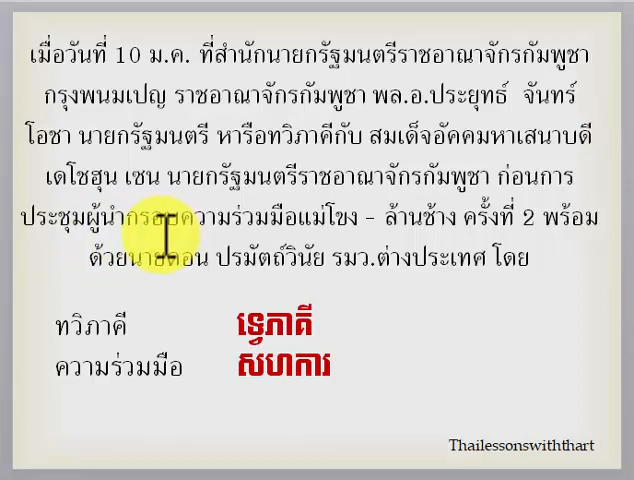 เมื่อวันที่ 10 ม.ค. ที่สำนักนายกรัฐมนตรีราชอาณาจักรกัมพูชา
กรุงพนมเปญ ราชอาณาจักรกัมพูชา พล.อ.ประยุทธ์ จันทร์
โอชา นายกรัฐมนตรี หารือทวิภาคีกับ สมเด็จอัคคมหาเสนาบดี
เดโชฮุน เซน นายกรัฐมนตรีราชอาณาจักรกัมพูชา ก่อนการ
ประชุมผู้นำกรอบความร่วมมือแม่โขง - ล้านช้าง ครั้งที่ 2 พร้อม
ด้วยนายดอน ปรมัตถ์วินัย รมว.ต่างประเทศ โดย
ทวิภาคี ទ្វេភាគី
ความร่วมมือ សហការ
Thailessonswiththart